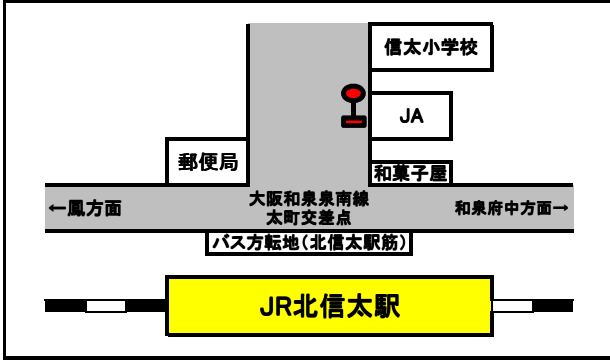 信太小学校
JA
郵便局
和菓子屋
←鳳方面
大阪和泉泉南線
太町交差点
和泉府中方面→
バス方転地(北信太駅筋)
JR北信太駅